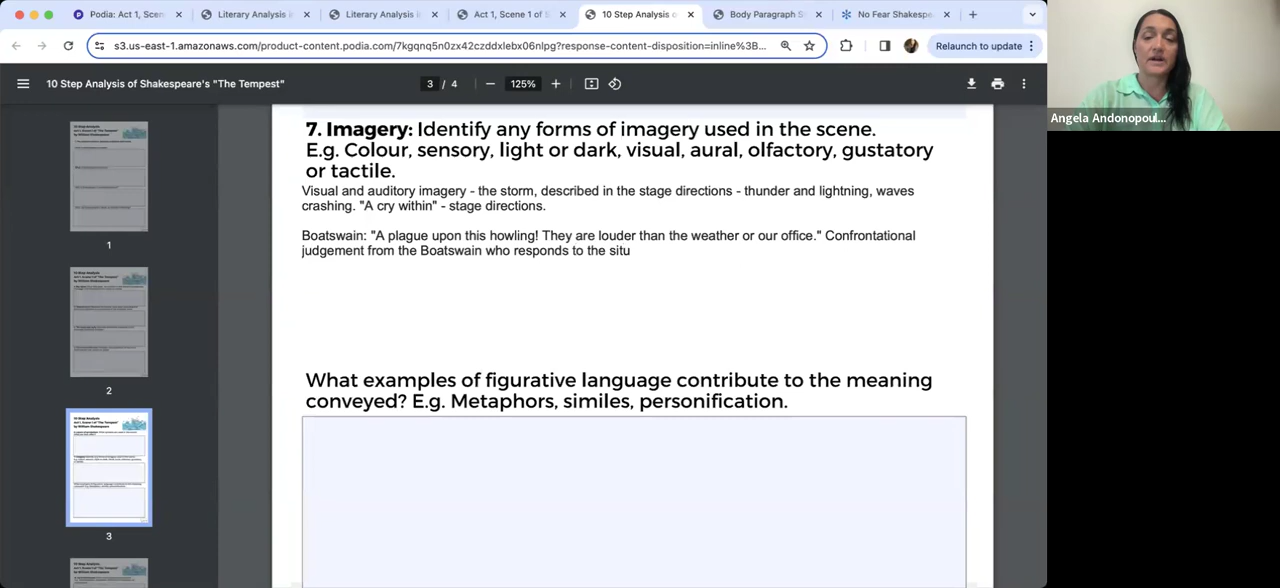 Podia: Act 1, Scen
Literary Analysis i
Literary Analysis i
Act 1, Scene 1 of S
10 Step Analysis o
Body Paragraph S
No Fear Shakespe
s3.us-east-1.amazonaws.com/product-content.podia.com/7kgqnq5n0zx42czddxlebx06nlpg?response-content-disposition=inline%3B...
Relaunch to update
10 Step Analysis of Shakespeare's "The Tempest"
3 / 4
125%
Angela Andonopoul...
7. Imagery: Identify any forms of imagery used in the scene.
E.g. Colour, sensory, light or dark, visual, aural, olfactory, gustatory
or tactile.
Visual and auditory imagery - the storm, described in the stage directions - thunder and lightning, waves
crashing. "A cry within" - stage directions.
Boatswain: "A plague upon this howling! They are louder than the weather or our office." Confrontational
judgement from the Boatswain who responds to the situ
What examples of figurative language contribute to the meaning
conveyed? E.g. Metaphors, similes, personification.
1
2
3